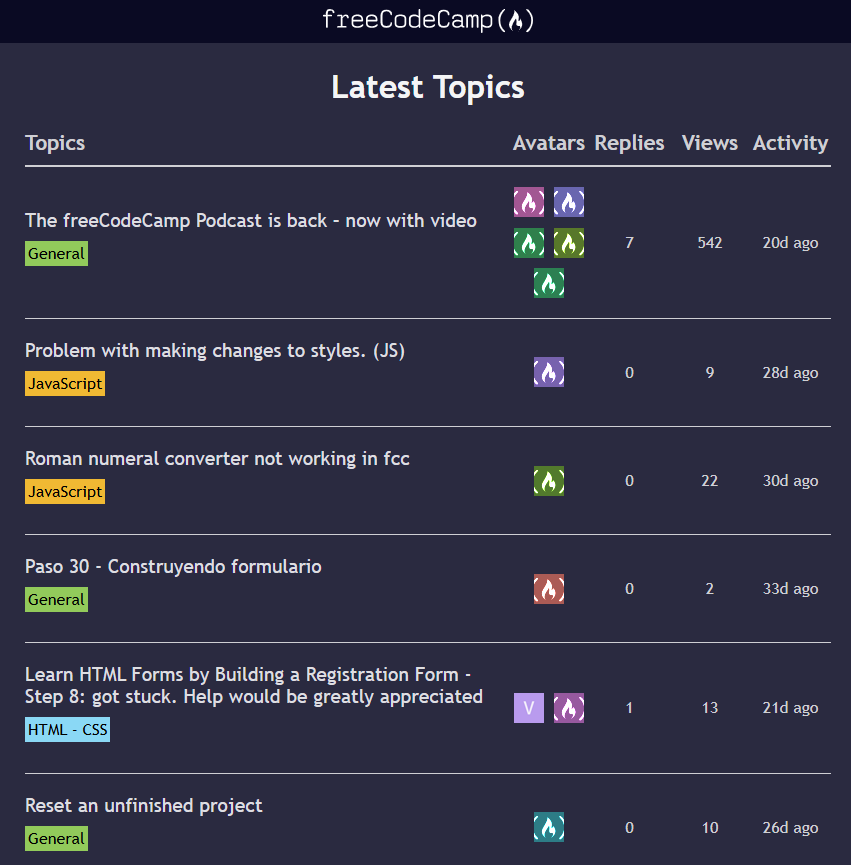 freeCodeCamp(🔥)
Latest Topics
Topics Avatars Replies Views Activity
The freeCodeCamp Podcast is back – now with video
General
7 542 20d ago
Problem with making changes to styles. (JS)
JavaScript
0 9 28d ago
Roman numeral converter not working in fcc
JavaScript
0 22 30d ago
Paso 30 - Construyendo formulario
General
0 2 33d ago
Learn HTML Forms by Building a Registration Form -
Step 8: got stuck. Help would be greatly appreciated
HTML - CSS
V 1 13 21d ago
Reset an unfinished project
General
0 10 26d ago